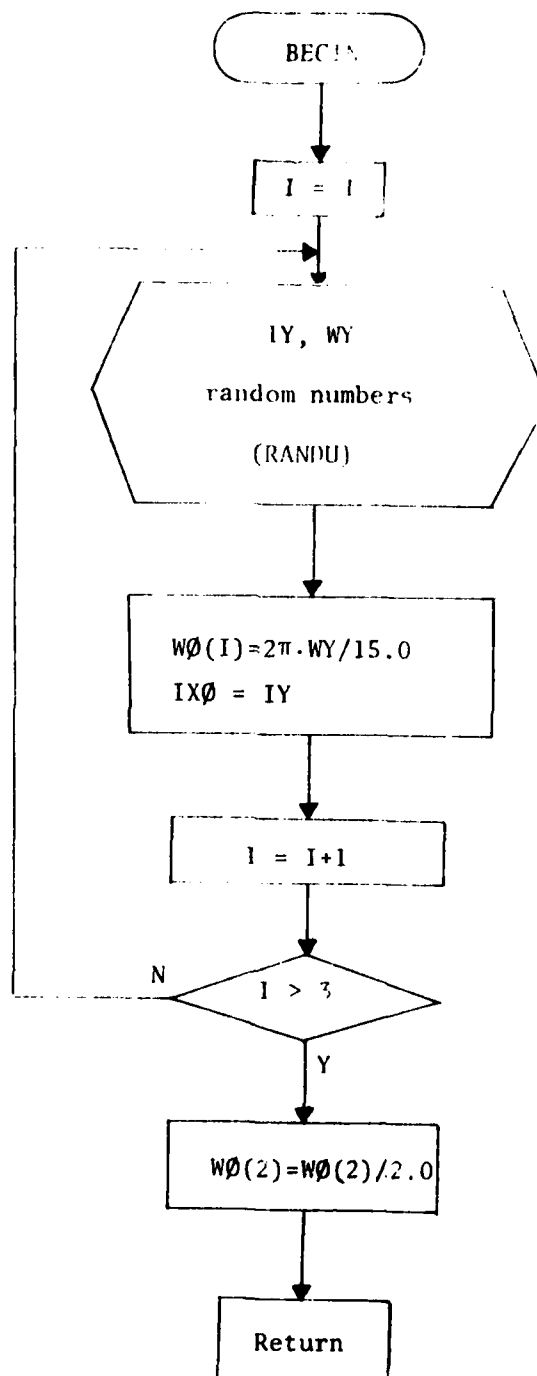 BEGIN
I = 1
IY, WY
random numbers
(RANDU)
WØ(I)=2π·WY/15.0
IXØ = IY
I = I+1
N
I > 3
Y
WØ(2)=WØ(2)/2.0
Return